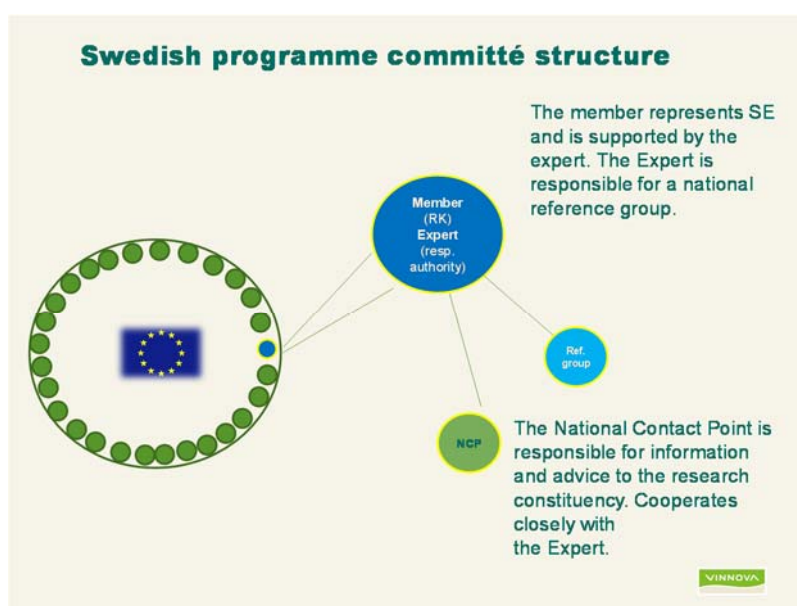 Swedish programme committé structure
The member represents SE
and is supported by the
expert. The Expert is
responsible for a national
reference group.
Member
(RK)
Expert
(resp.
authority)
Ref.
group
NCP
The National Contact Point is
responsible for information
and advice to the research
constituency. Cooperates
closely with
the Expert.
VINNOVA